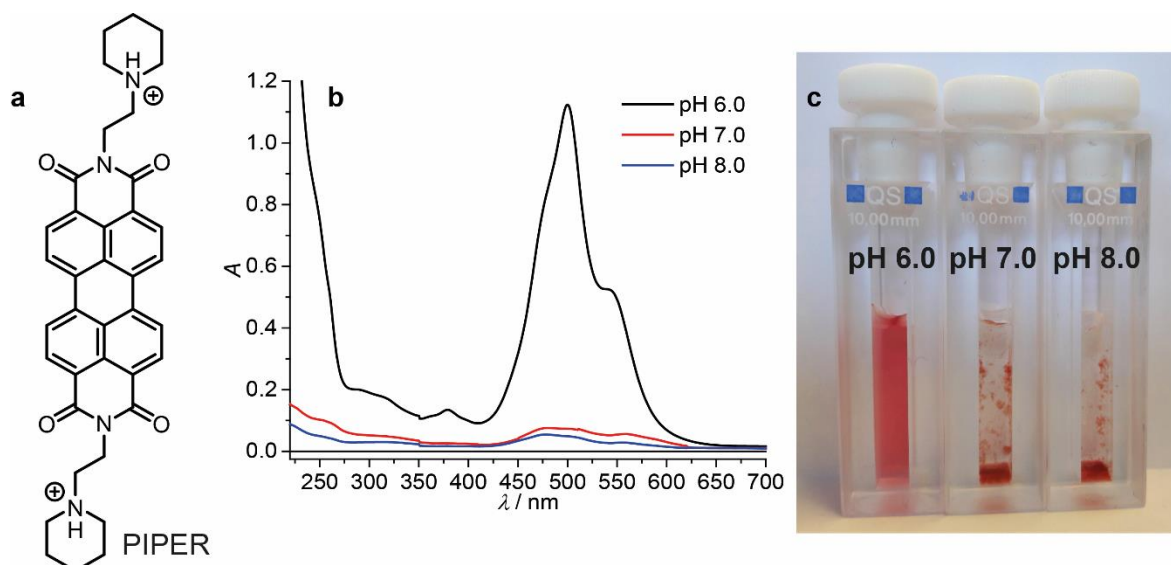 a
H
N
⊕
O
N
O
O
N
O
⊕
N
H
PIPER
b
1.2
1.0
0.8
0.6
0.4
0.2
0.0
A
pH 6.0
pH 7.0
pH 8.0
250 300 350 400 450 500 550 600 650 700
λ / nm
c
QS QS QS
10,00mm 10,00mm 10,00mm
pH 6.0 pH 7.0 pH 8.0